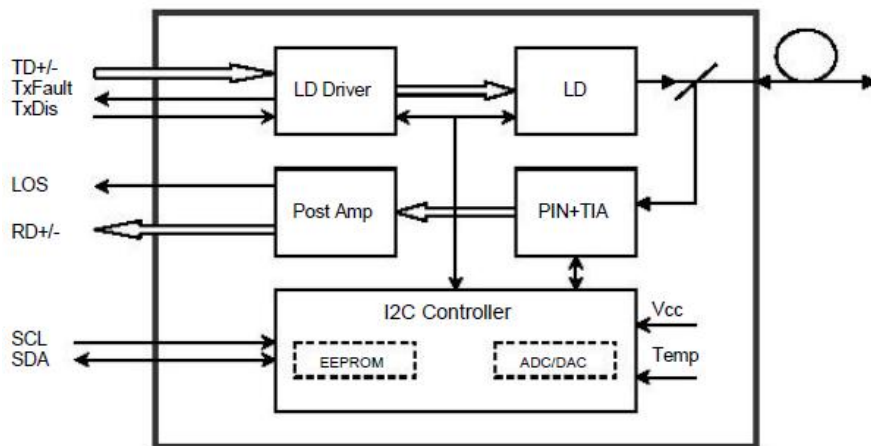 TD+/-
TxFault
TxDis
LD Driver
LD
LOS
RD+/-
Post Amp
PIN+TIA
I2C Controller
Vcc
SCL
SDA
EEPROM
ADC/DAC
Temp